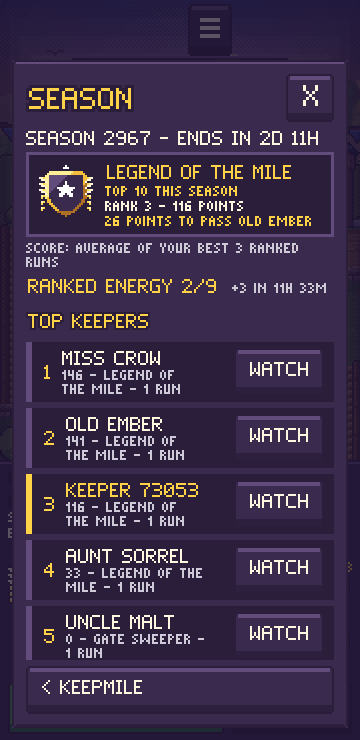 SEASON
X
SEASON 2967 - ENDS IN 2D 11H
LEGEND OF THE MILE
TOP 10 THIS SEASON
RANK 3 - 116 POINTS
26 POINTS TO PASS OLD EMBER
SCORE: AVERAGE OF YOUR BEST 3 RANKED
RUNS
RANKED ENERGY 2/9 +3 IN 11H 33M
TOP KEEPERS
1 MISS CROW
146 - LEGEND OF
THE MILE - 1 RUN
WATCH
2 OLD EMBER
141 - LEGEND OF
THE MILE - 1 RUN
WATCH
3 KEEPER 73053
116 - LEGEND OF
THE MILE - 1 RUN
WATCH
4 AUNT SORREL
33 - LEGEND OF THE
MILE - 1 RUN
WATCH
5 UNCLE MALT
0 - GATE SWEEPER -
1 RUN
WATCH
< KEEPMILE